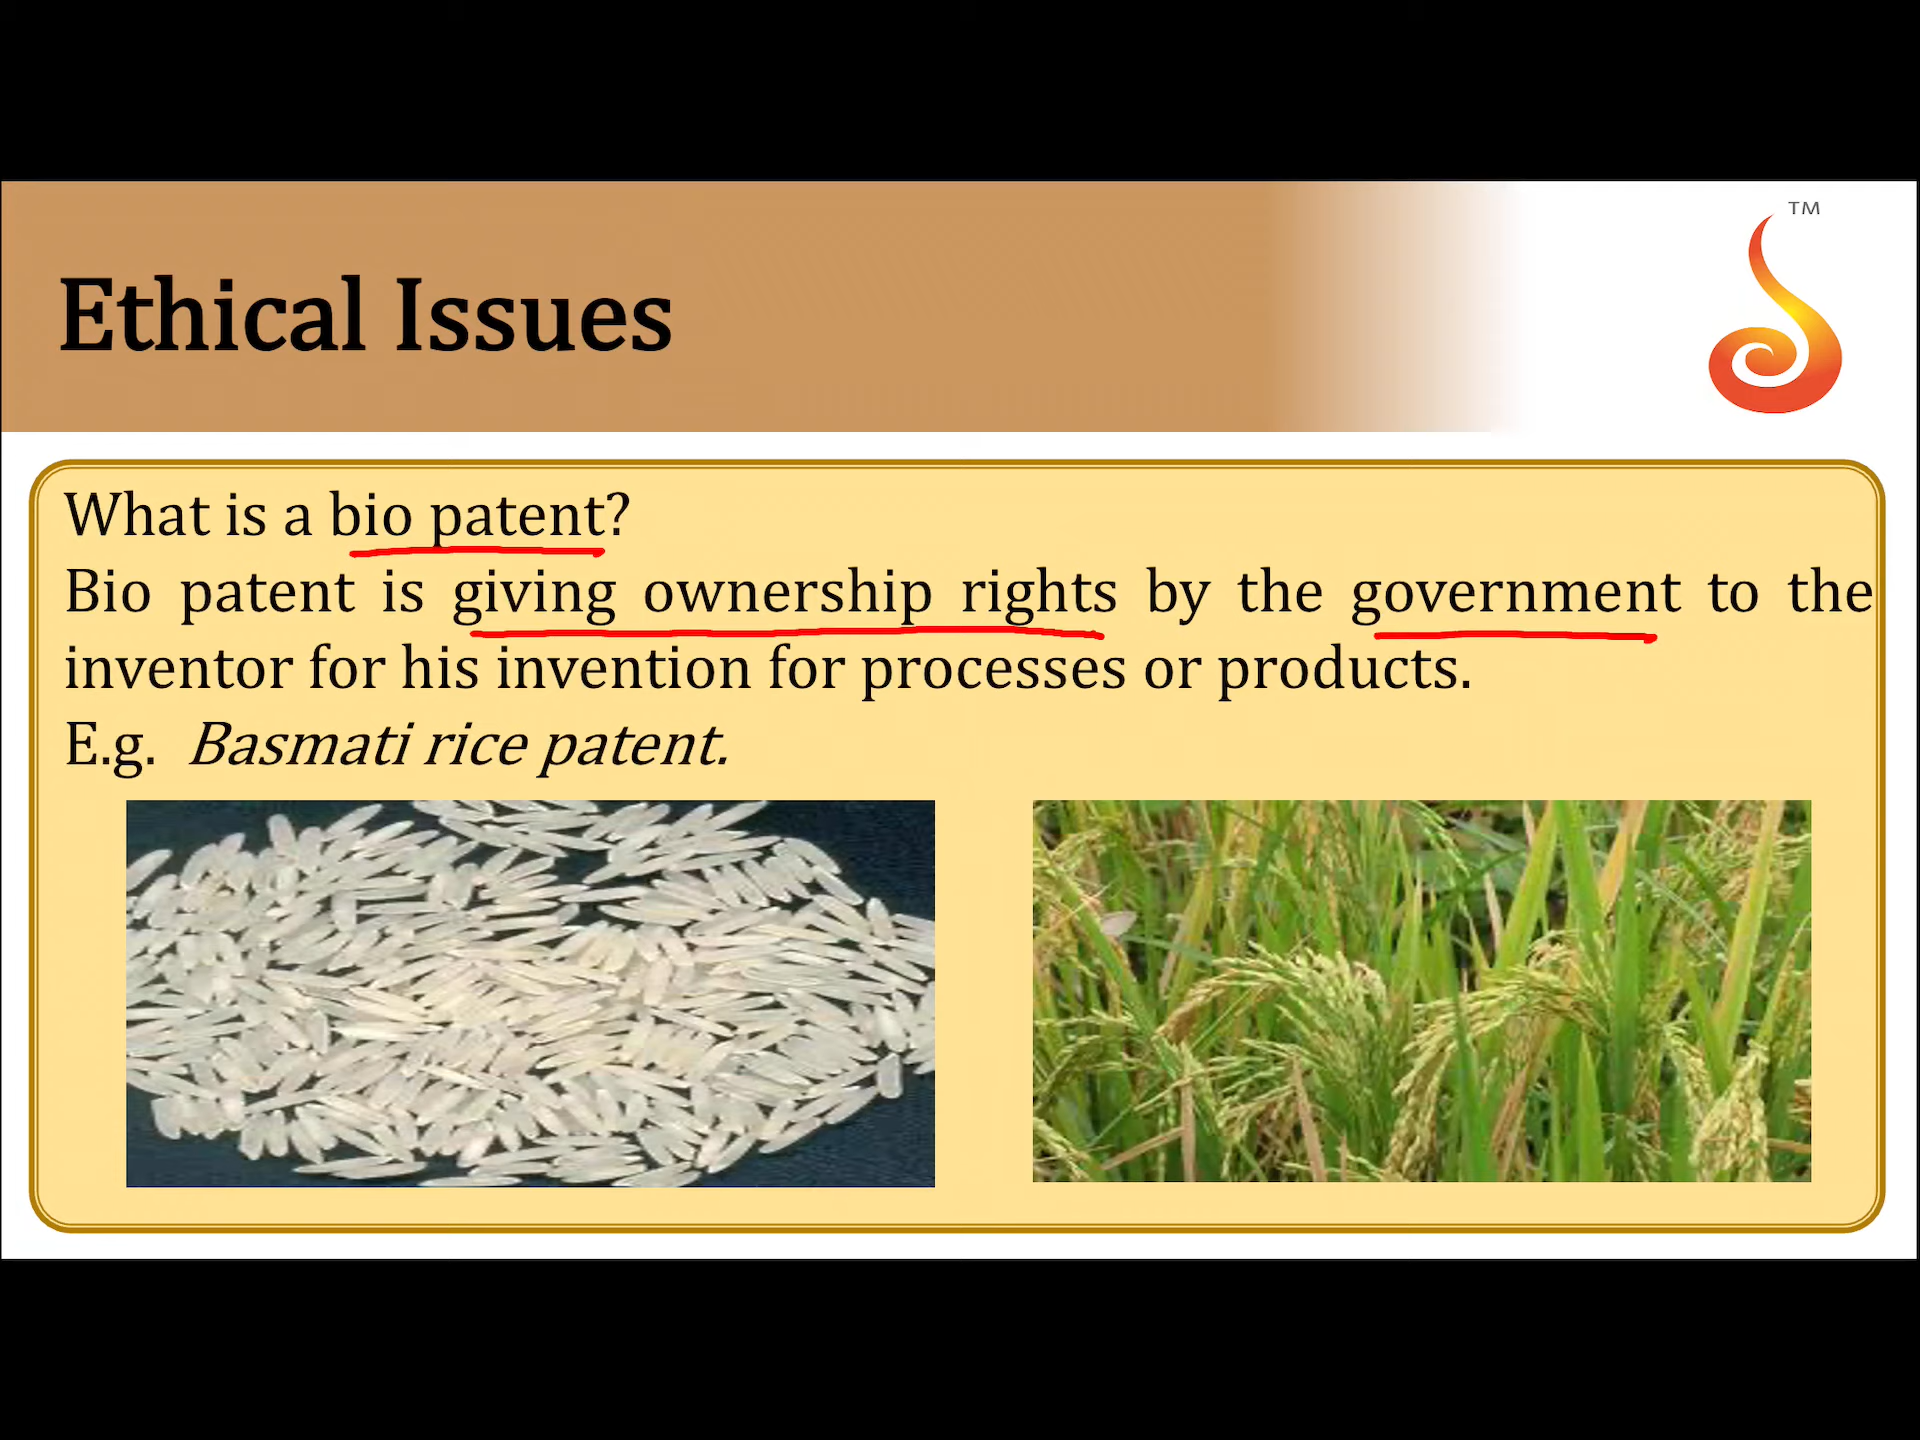 TM
Ethical Issues
What is a bio patent?
Bio patent is giving ownership rights by the government to the
inventor for his invention for processes or products.
E.g. Basmati rice patent.